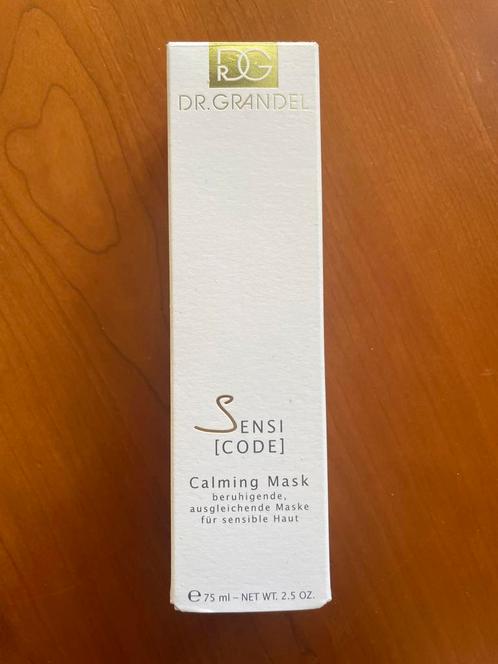 DRG
DR.GRANDEL
SENSI
[CODE]
Calming Mask
beruhigende,
ausgleichende Maske
für sensible Haut
℮ 75 ml – NET WT. 2.5 OZ.